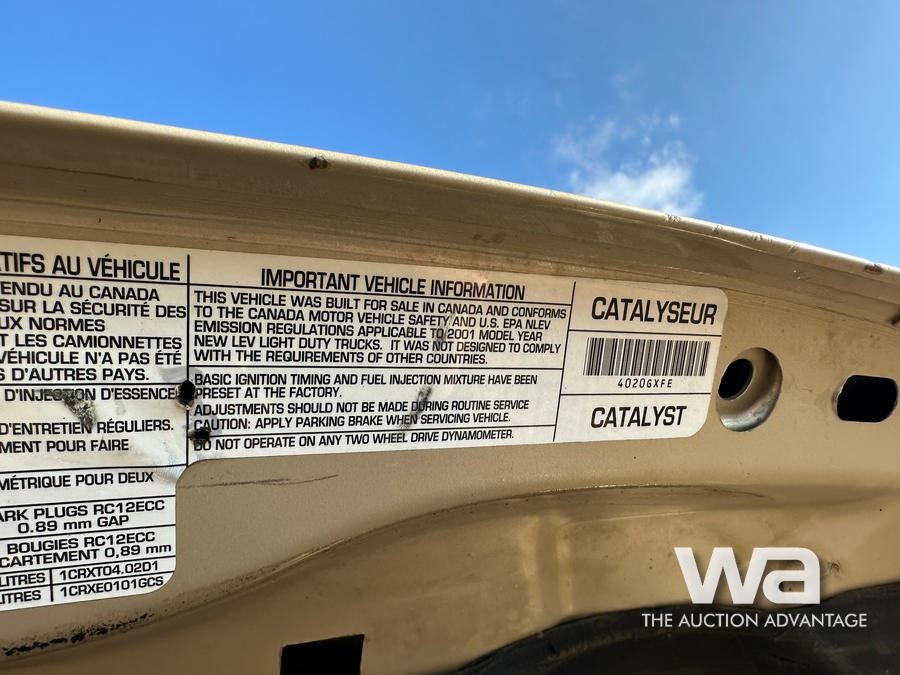 TIFS AU VÉHICULE
ENDU AU CANADA
SUR LA SÉCURITÉ DES
UX NORMES
T LES CAMIONNETTES
VÉHICULE N'A PAS ÉTÉ
S D'AUTRES PAYS.
D'INJECTION D'ESSENCE
D'ENTRETIEN RÉGULIERS.
MENT POUR FAIRE
MÉTRIQUE POUR DEUX
ARK PLUGS RC12ECC
0.89 mm GAP
BOUGIES RC12ECC
CARTEMENT 0,89 mm
LITRES 1CRXT04.02D1
LITRES 1CRXE0101GCS
IMPORTANT VEHICLE INFORMATION
THIS VEHICLE WAS BUILT FOR SALE IN CANADA AND CONFORMS
TO THE CANADA MOTOR VEHICLE SAFETY AND U.S. EPA NLEV
EMISSION REGULATIONS APPLICABLE TO 2001 MODEL YEAR
NEW LEV LIGHT DUTY TRUCKS. IT WAS NOT DESIGNED TO COMPLY
WITH THE REQUIREMENTS OF OTHER COUNTRIES.
BASIC IGNITION TIMING AND FUEL INJECTION MIXTURE HAVE BEEN
PRESET AT THE FACTORY.
ADJUSTMENTS SHOULD NOT BE MADE DURING ROUTINE SERVICE
CAUTION: APPLY PARKING BRAKE WHEN SERVICING VEHICLE.
DO NOT OPERATE ON ANY TWO WHEEL DRIVE DYNAMOMETER.
CATALYSEUR
4020GXFE
CATALYST
wa
THE AUCTION ADVANTAGE